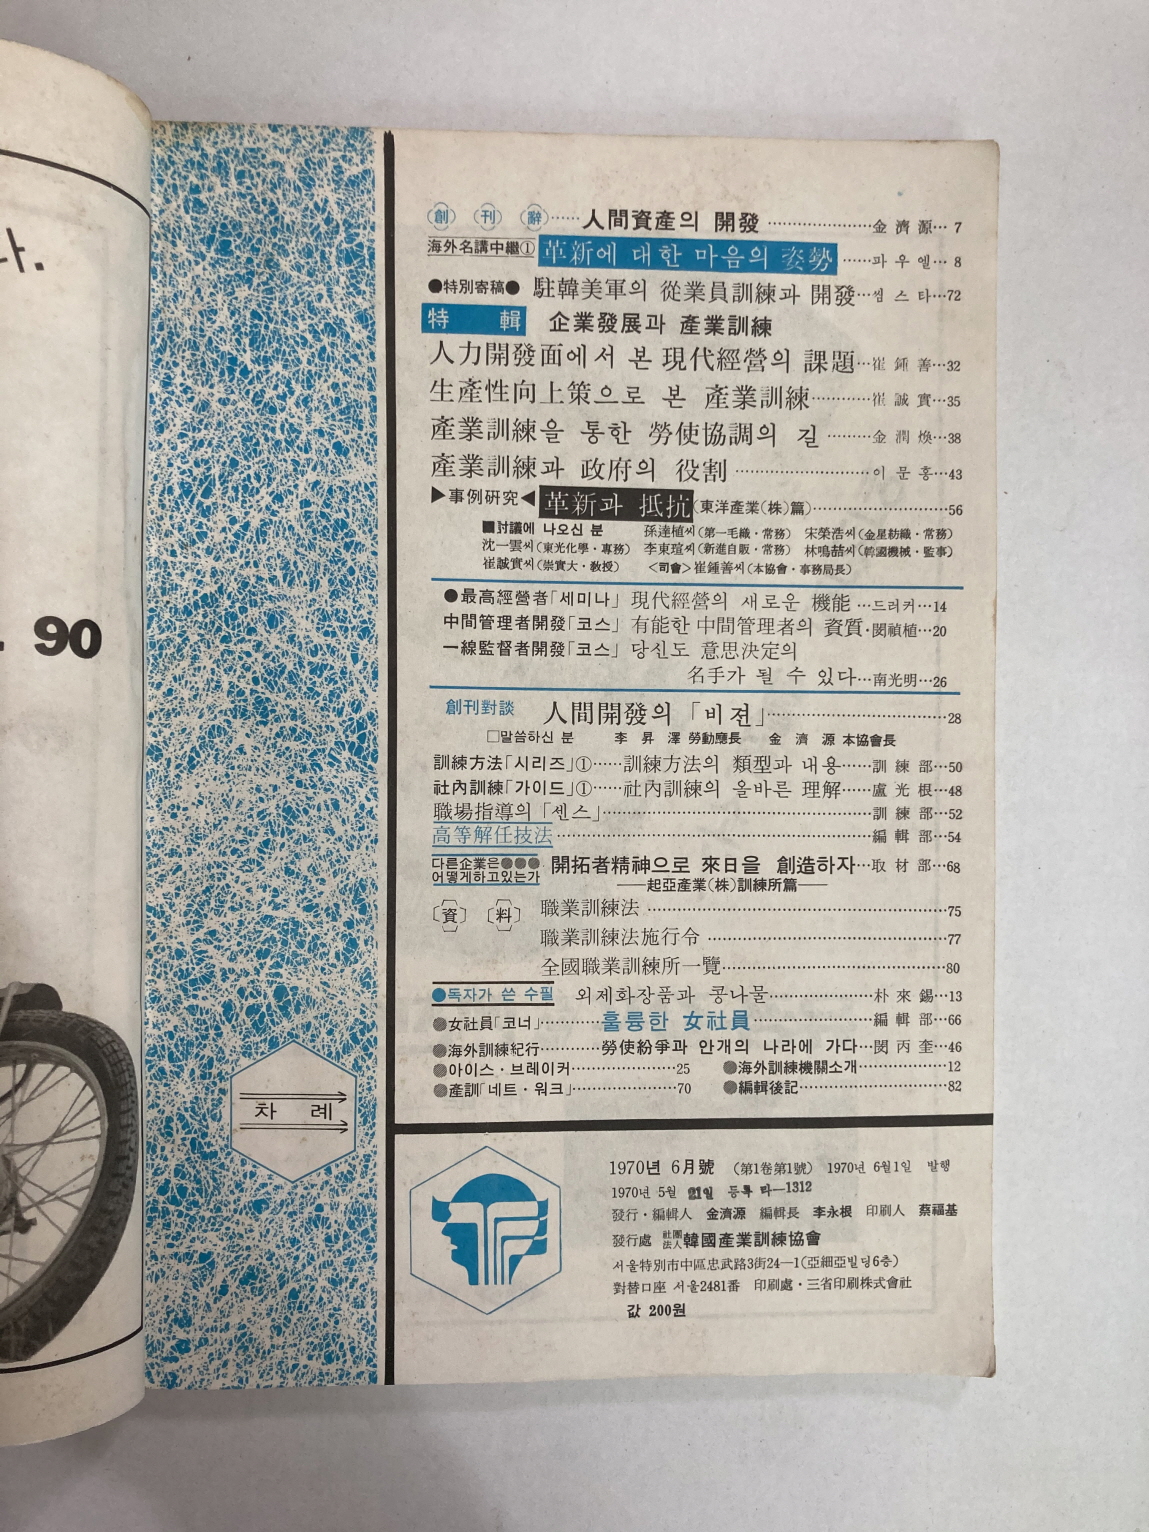 다.
90
차 례
創 刊 辭……人間資產의 開發……金濟源…7
海外名講中繼① 革新에 대한 마음의 姿勢……파우엘…8
●特別寄稿● 駐韓美軍의 從業員訓練과 開發…썸스타…72
特 輯 企業發展과 產業訓練
人力開發面에서 본 現代經營의 課題…崔鍾善…32
生產性向上策으로 본 產業訓練……崔誠實…35
產業訓練을 통한 勞使協調의 길……金潤煥…38
產業訓練과 政府의 役割……이문홍…43
▶事例研究◀ 革新과 抵抗(東洋產業(株)篇)……56
■討議에 나오신 분 孫達植씨(第一毛織・常務) 宋榮浩씨(金星紡織・常務)
沈一雲씨(東光化學・專務) 李東瑄씨(新進自販・常務) 林鳴喆씨(韓國機械・監事)
崔誠實씨(崇實大・敎授) <司會>崔鍾善씨(本協會・事務局長)
●最高經營者「세미나」 現代經營의 새로운 機能…드러커…14
中間管理者開發「코스」 有能한 中間管理者의 資質・閔禎植…20
一線監督者開發「코스」 당신도 意思決定의
名手가 될 수 있다…南光明…26
創刊對談 人間開發의 「비젼」……28
□말씀하신 분 李昇澤 勞動廳長 金濟源 本協會長
訓練方法「시리즈」①……訓練方法의 類型과 내용……訓練部…50
社內訓練「가이드」①……社內訓練의 올바른 理解……盧光根…48
職場指導의「센스」……訓練部…52
高等解任技法……編輯部…54
다른企業은●●● 開拓者精神으로 來日을 創造하자…取材部…68
어떻게하고있는가 ——起亞產業(株)訓練所篇——
〔資〕〔料〕 職業訓練法……75
職業訓練法施行令……77
全國職業訓練所一覽……80
●독자가 쓴 수필 외제화장품과 콩나물……朴來錫…13
●女社員「코너」……훌륭한 女社員……編輯部…66
●海外訓練紀行……勞使紛爭과 안개의 나라에 가다…閔丙奎…46
●아이스・브레이커……25 ●海外訓練機關소개……12
●產訓「네트・워크」……70 ●編輯後記……82
1970년 6月號 (第1卷第1號) 1970년 6월1일 발행
1970년 5월 21일 등록 라—1312
發行・編輯人 金濟源 編輯長 李永根 印刷人 蔡福基
發行處 社團法人 韓國產業訓練協會
서울特別市中區忠武路3街24—1(亞細亞빌딩6층)
對替口座 서울2481番 印刷處・三省印刷株式會社
값 200원